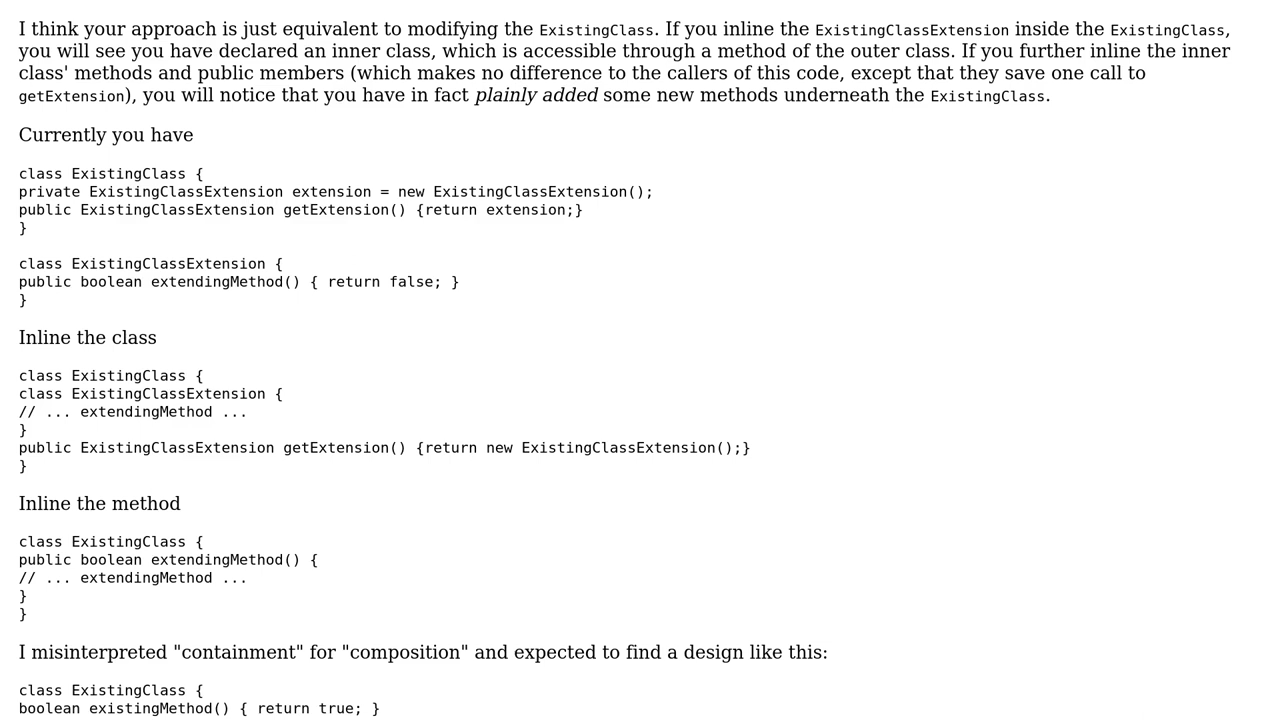 I think your approach is just equivalent to modifying the ExistingClass. If you inline the ExistingClassExtension inside the ExistingClass,
you will see you have declared an inner class, which is accessible through a method of the outer class. If you further inline the inner
class' methods and public members (which makes no difference to the callers of this code, except that they save one call to
getExtension), you will notice that you have in fact plainly added some new methods underneath the ExistingClass.
Currently you have
class ExistingClass {
private ExistingClassExtension extension = new ExistingClassExtension();
public ExistingClassExtension getExtension() {return extension;}
}
class ExistingClassExtension {
public boolean extendingMethod() { return false; }
}
Inline the class
class ExistingClass {
class ExistingClassExtension {
// ... extendingMethod ...
}
public ExistingClassExtension getExtension() {return new ExistingClassExtension();}
}
Inline the method
class ExistingClass {
public boolean extendingMethod() {
// ... extendingMethod ...
}
}
I misinterpreted "containment" for "composition" and expected to find a design like this:
class ExistingClass {
boolean existingMethod() { return true; }